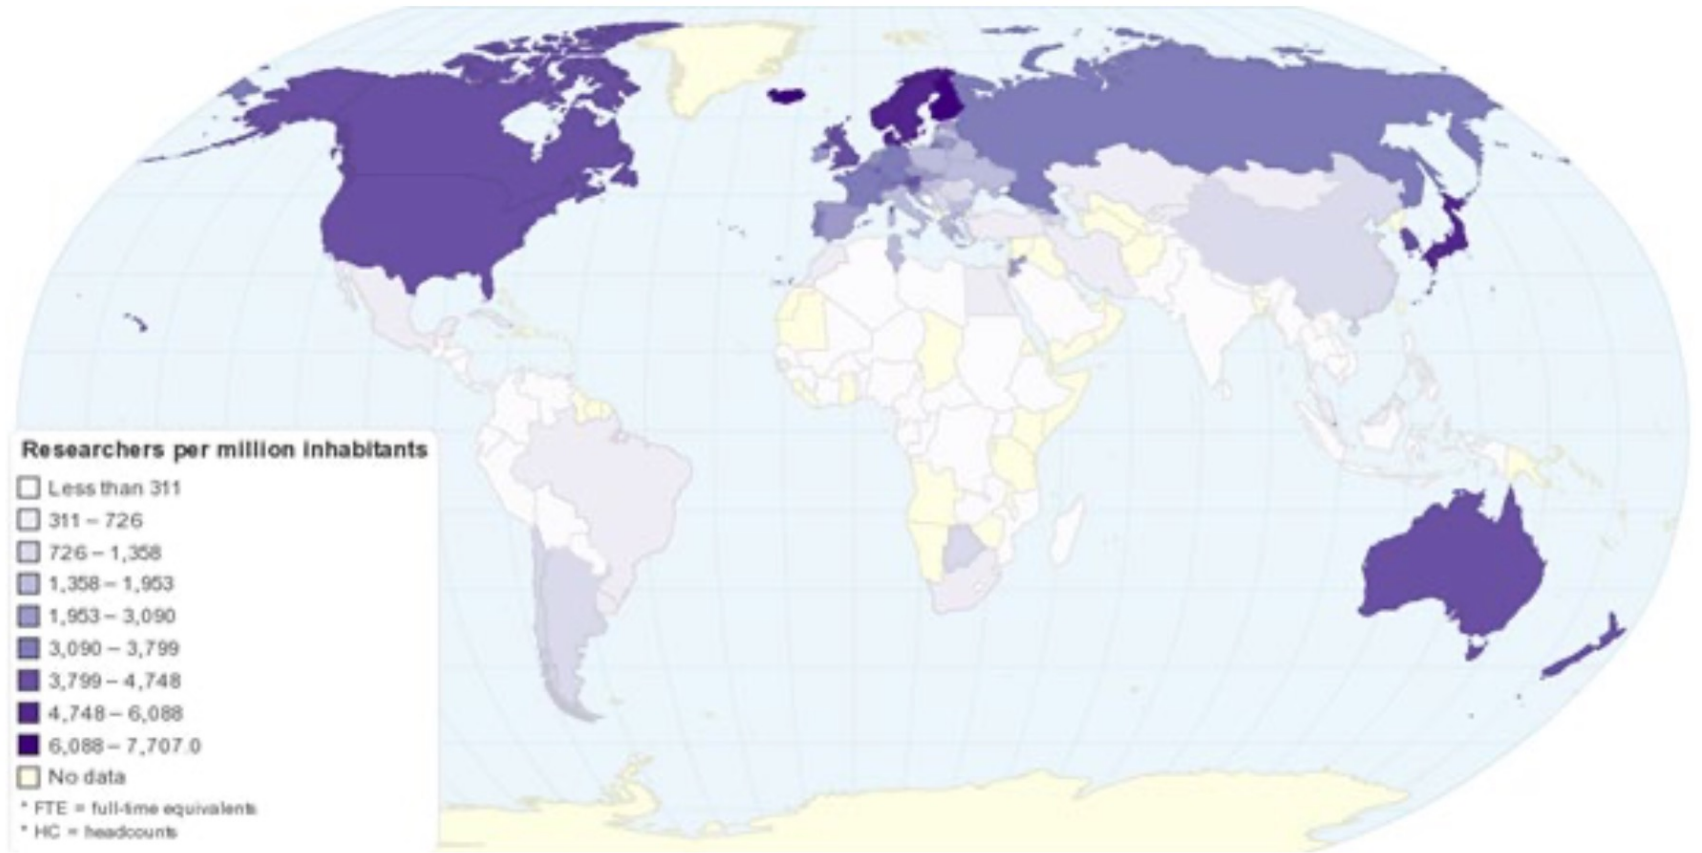 Researchers per million inhabitants
Less than 311
311 – 726
726 – 1,358
1,358 – 1,953
1,953 – 3,090
3,090 – 3,799
3,799 – 4,748
4,748 – 6,088
6,088 – 7,707.0
No data
* FTE = full-time equivalents
* HC = headcounts